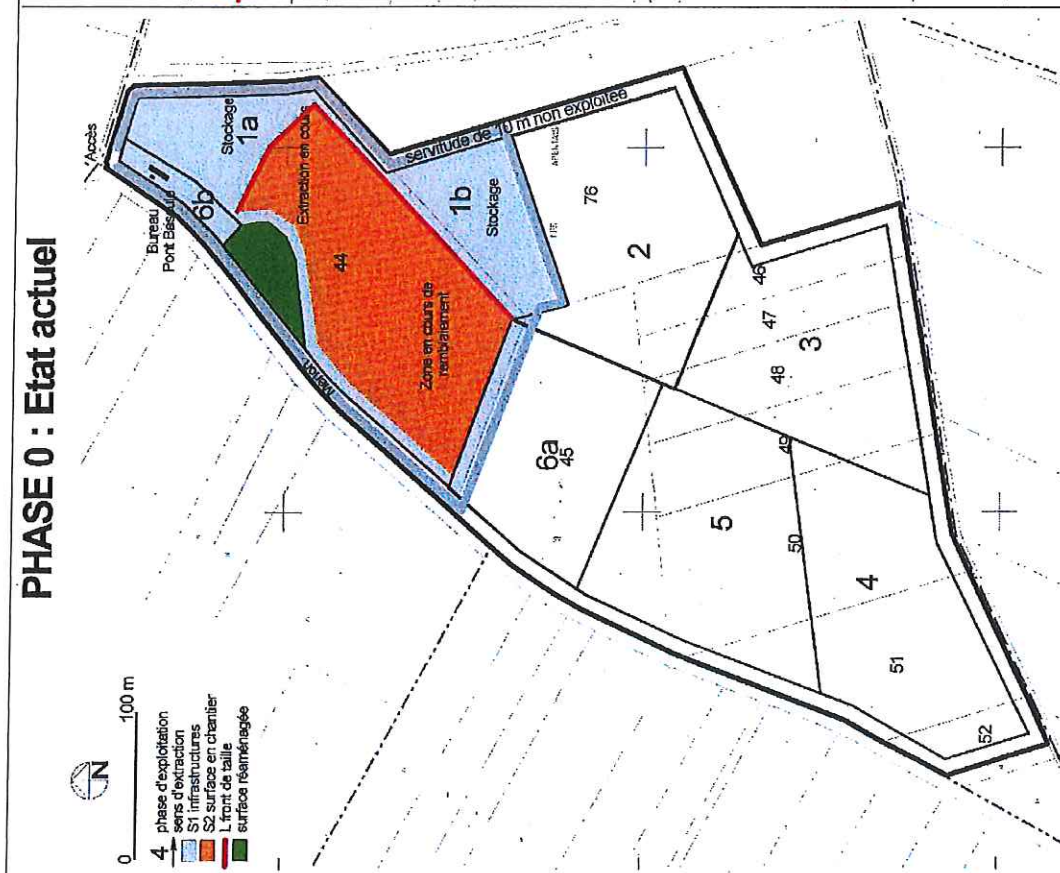 PHASE 0 : Etat actuel
N
0
100 m
4 phase d'exploitation
sens d'extraction
S1 infrastructures
S2 surface en chantier
L front de taille
surface réaménagée
Accès
Bureau
Pont Bascule
6b
Stockage
1a
Extraction en cours
44
Merlon
Zone en cours de
remblaiement
servitude de 10 m non exploitée
1b
Stockage
76
2
6a
45
46
47
3
48
49
5
50
4
51
52